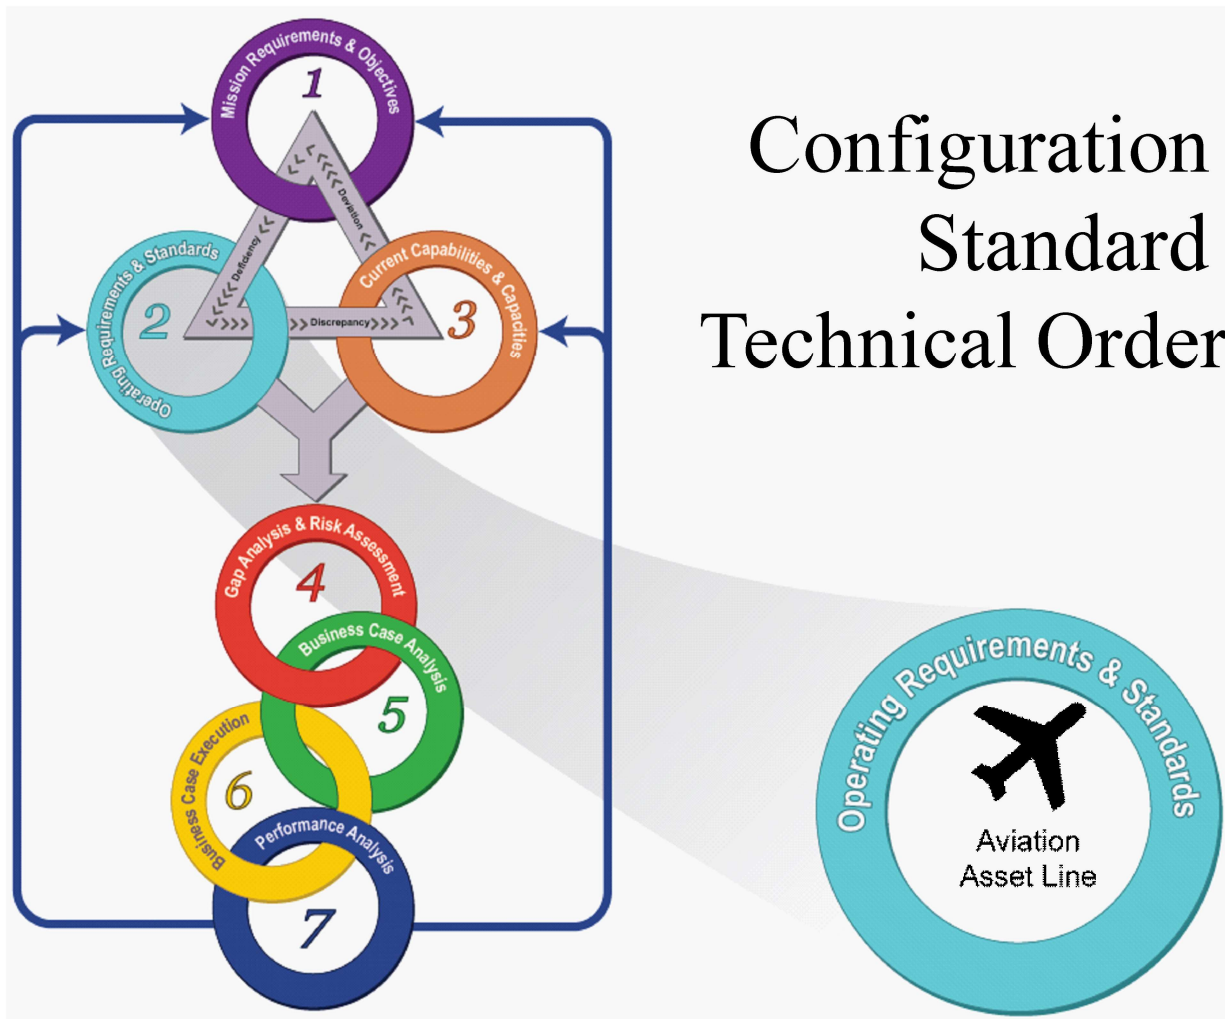 Configuration
Standard
Technical Order
Mission Requirements & Objectives
1
Deficiency
Deviation
Discrepancy
Operating Requirements & Standards
2
Current Capabilities & Capacities
3
Gap Analysis & Risk Assessment
4
Business Case Analysis
5
Business Case Execution
6
Performance Analysis
7
Operating Requirements & Standards
Aviation
Asset Line